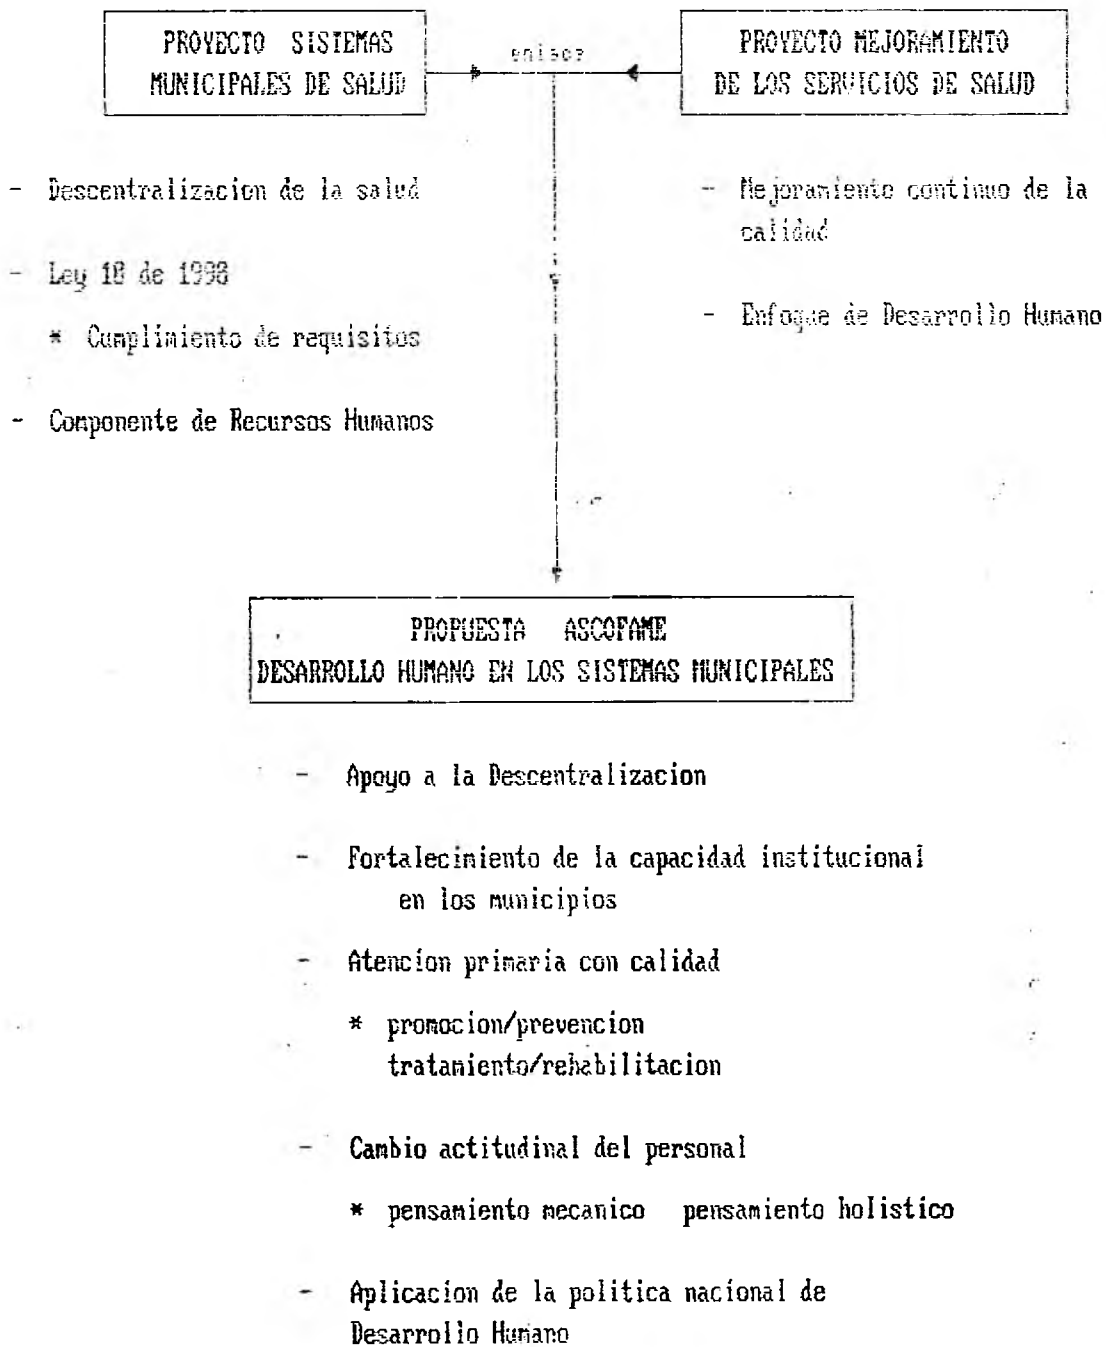 PROYECTO SISTEMAS
MUNICIPALES DE SALUD
enlace
PROYECTO MEJORAMIENTO
DE LOS SERVICIOS DE SALUD
- Descentralizacion de la salud
- Ley 10 de 1990
* Cumplimiento de requisitos
- Componente de Recursos Humanos
- Mejoramiento continuo de la
calidad
- Enfoque de Desarrollo Humano
PROPUESTA ASCOFAME
DESARROLLO HUMANO EN LOS SISTEMAS MUNICIPALES
- Apoyo a la Descentralizacion
- Fortalecimiento de la capacidad institucional
en los municipios
- Atencion primaria con calidad
* promocion/prevencion
tratamiento/rehabilitacion
- Cambio actitudinal del personal
* pensamiento mecanico pensamiento holistico
- Aplicacion de la politica nacional de
Desarrollo Humano